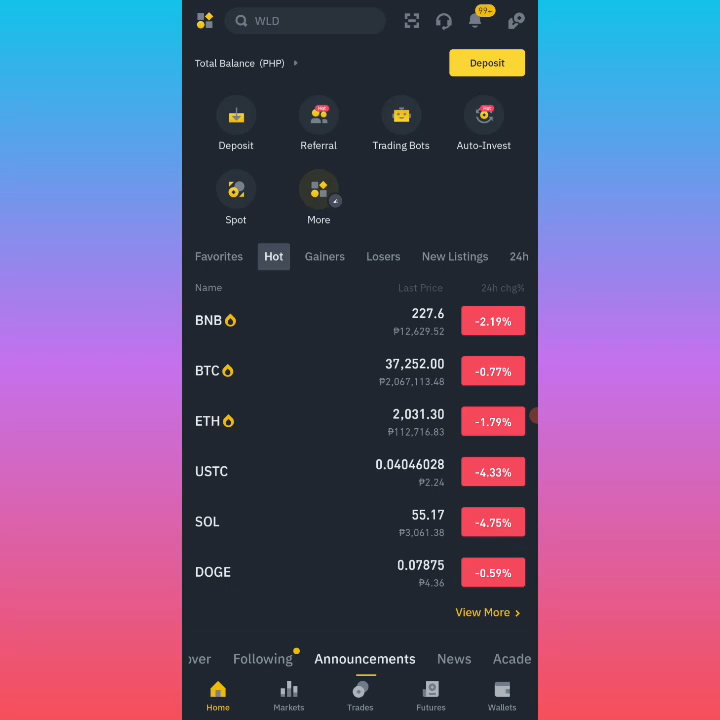 WLD
99+
Total Balance (PHP)
Deposit
Deposit Referral Trading Bots Auto-Invest
Spot More
Favorites Hot Gainers Losers New Listings 24h
Name Last Price 24h chg%
BNB 227.6 -2.19%
₱12,629.52
BTC 37,252.00 -0.77%
₱2,067,113.48
ETH 2,031.30 -1.79%
₱112,716.83
USTC 0.04046028 -4.33%
₱2.24
SOL 55.17 -4.75%
₱3,061.38
DOGE 0.07875 -0.59%
₱4.36
View More
over Following Announcements News Acade
Home Markets Trades Futures Wallets